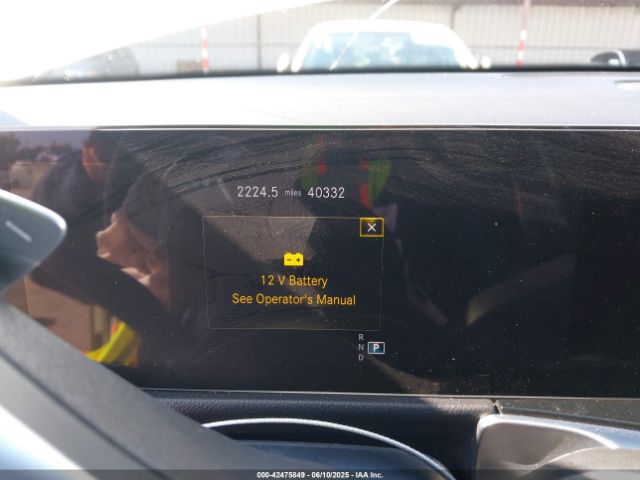 2224.5 miles 40332
12 V Battery
See Operator's Manual
R
N P
D
000-42475849 - 06/10/2025 - IAA Inc.